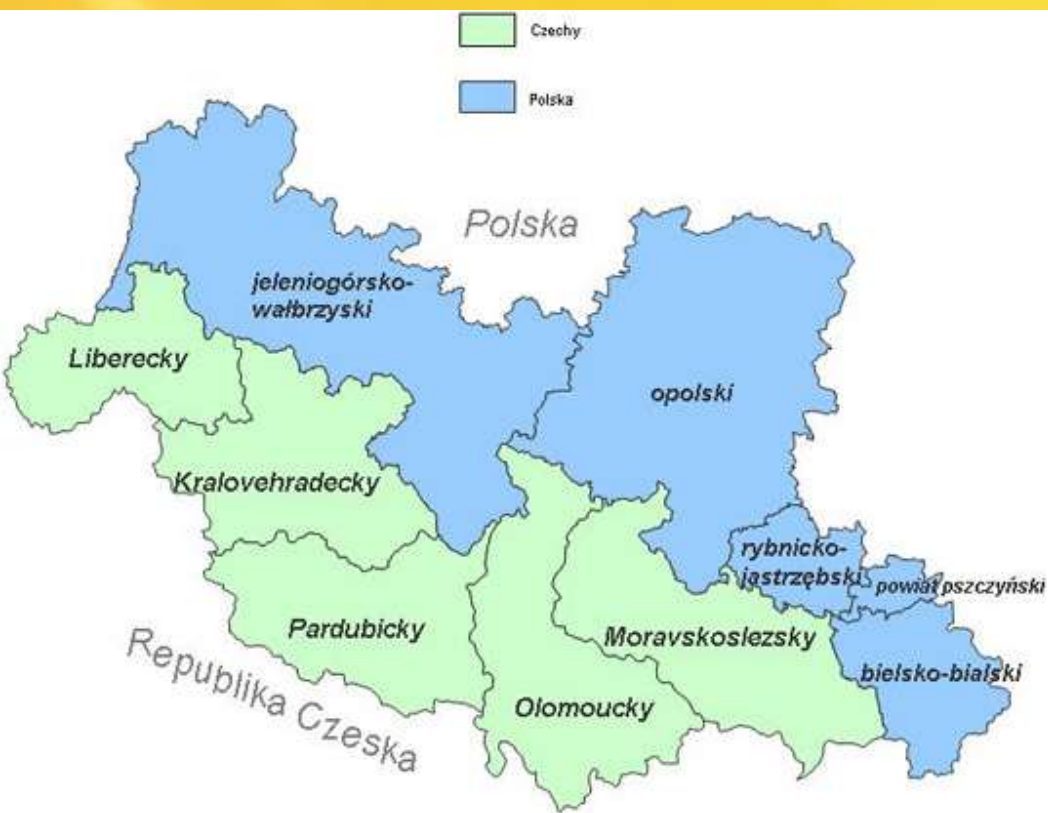 Czechy
Polska
Polska
jeleniogórsko-
wałbrzyski
Liberecky
opolski
Kralovehradecky
rybnicko-
jastrzębski
powiat pszczyński
Pardubicky
Moravskoslezsky
bielsko-bialski
Republika Czeska
Olomoucky